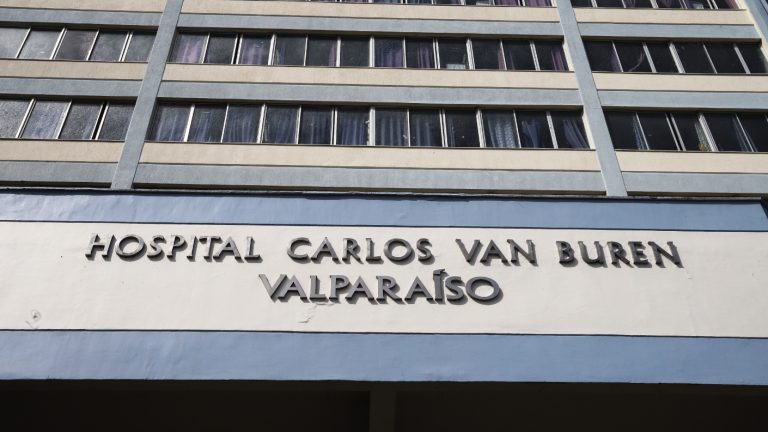 HOSPITAL CARLOS VAN BUREN
VALPARAÍSO